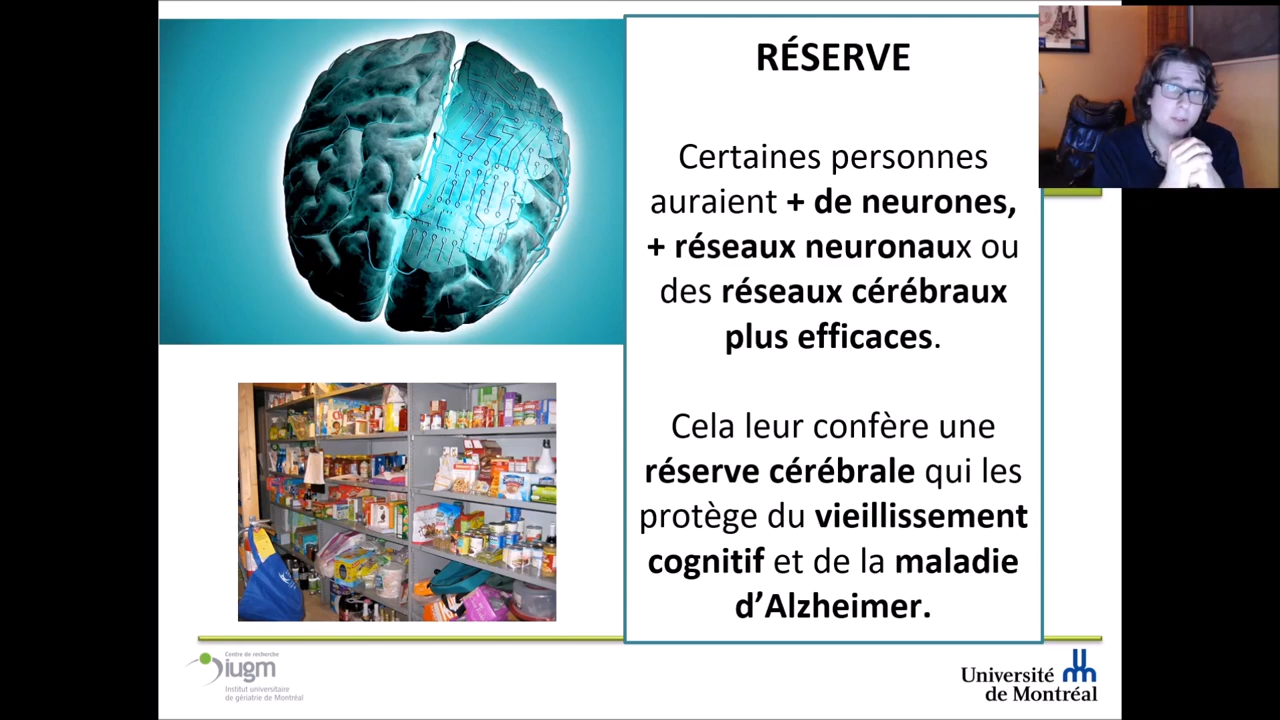 RÉSERVE
Certaines personnes
auraient + de neurones,
+ réseaux neuronaux ou
des réseaux cérébraux
plus efficaces.
Cela leur confère une
réserve cérébrale qui les
protège du vieillissement
cognitif et de la maladie
d’Alzheimer.
Centre de recherche
iugm
Institut universitaire
de gériatrie de Montréal
Université
de Montréal